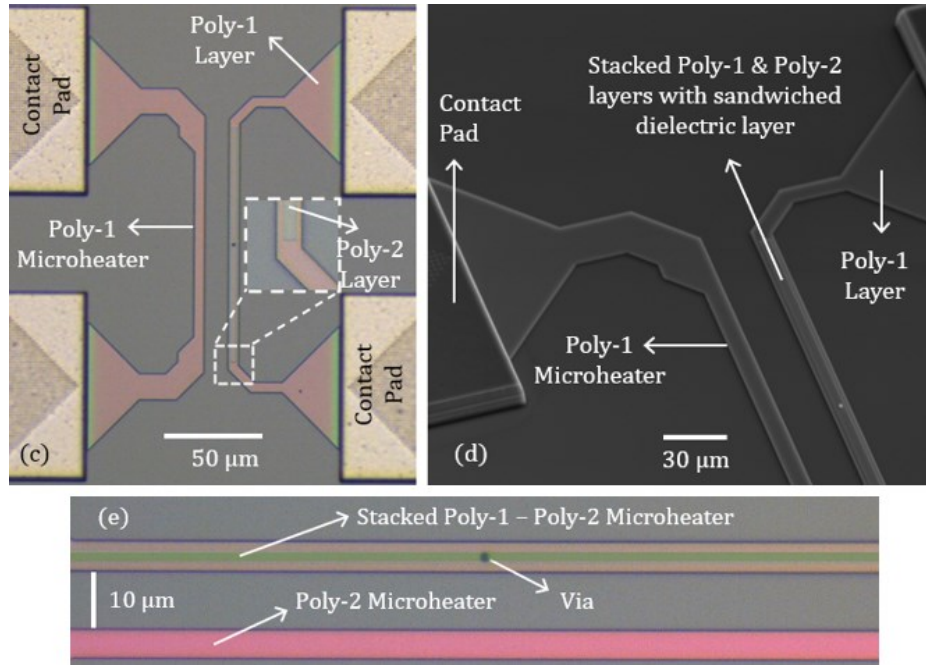 Poly-1
Layer
Contact
Pad
Poly-1
Microheater
Poly-2
Layer
Contact
Pad
50 μm
(c)
Stacked Poly-1 & Poly-2
layers with sandwiched
dielectric layer
Contact
Pad
Poly-1
Layer
Poly-1
Microheater
30 μm
(d)
(e)
Stacked Poly-1 – Poly-2 Microheater
10 μm
Poly-2 Microheater
Via